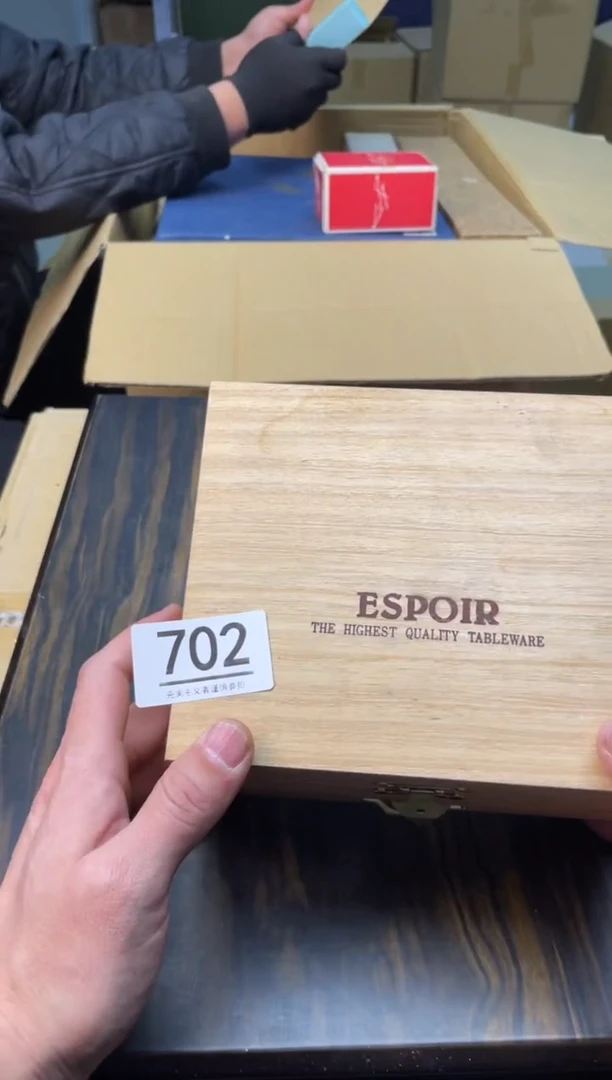 ESPOIR
THE HIGHEST QUALITY TABLEWARE
702